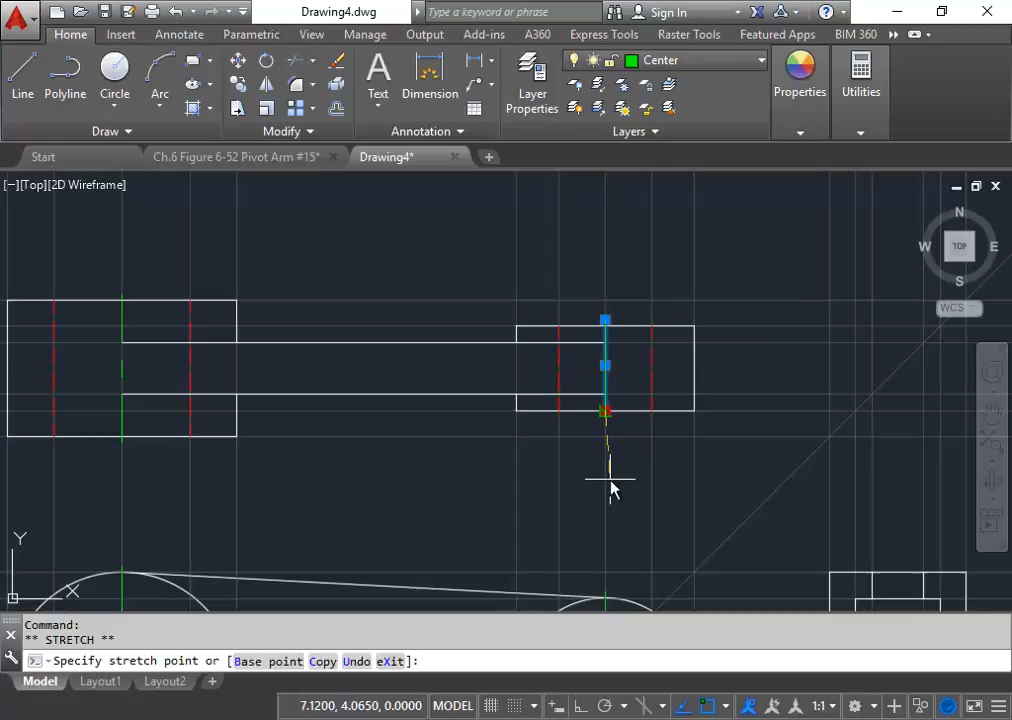 Drawing4.dwg
Type a keyword or phrase
Sign In
Home
Insert
Annotate
Parametric
View
Manage
Output
Add-ins
A360
Express Tools
Raster Tools
Featured Apps
BIM 360
Line
Polyline
Circle
Arc
Text
Dimension
Layer
Properties
Center
Properties
Utilities
Draw
Modify
Annotation
Layers
Start
Ch.6 Figure 6-52 Pivot Arm #15*
Drawing4*
[−][Top][2D Wireframe]
N
W
TOP
E
S
WCS
Y
X
Command:
** STRETCH **
Specify stretch point or [Base point Copy Undo eXit]:
Model
Layout1
Layout2
7.1200, 4.0650, 0.0000
MODEL
1:1